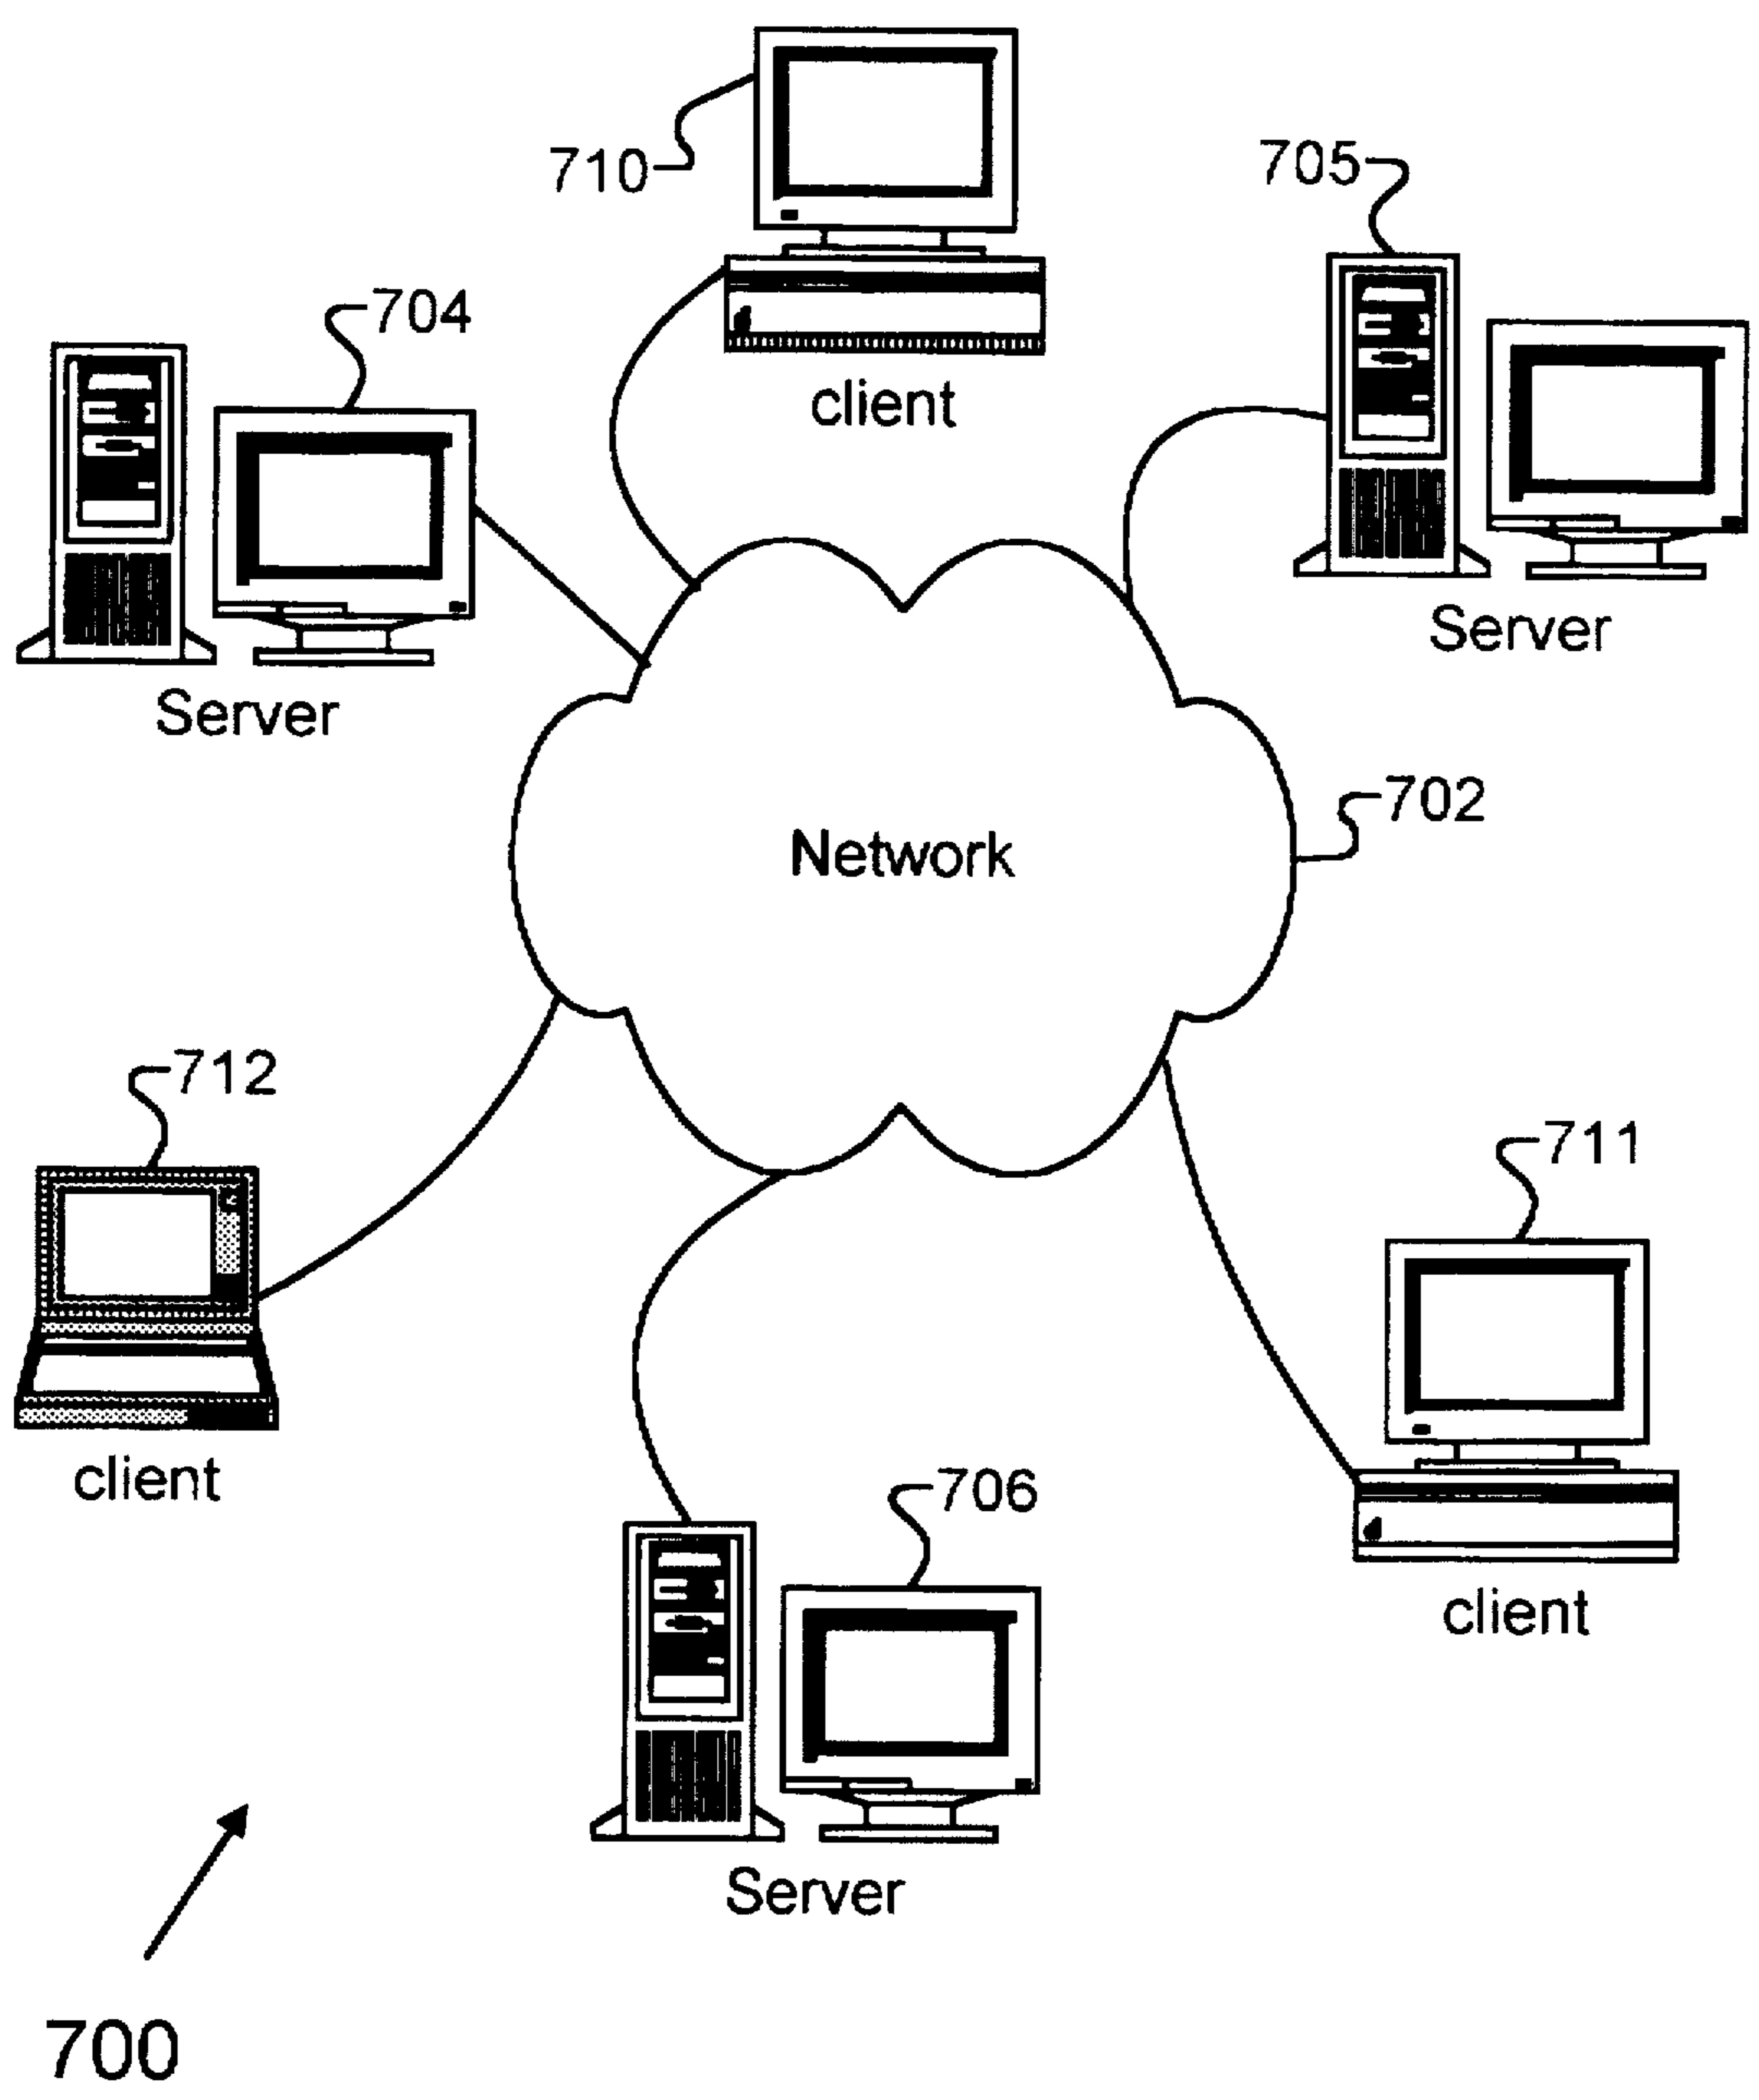 710
705
client
704
Server
Server
702
Network
712
711
client
706
client
Server
700